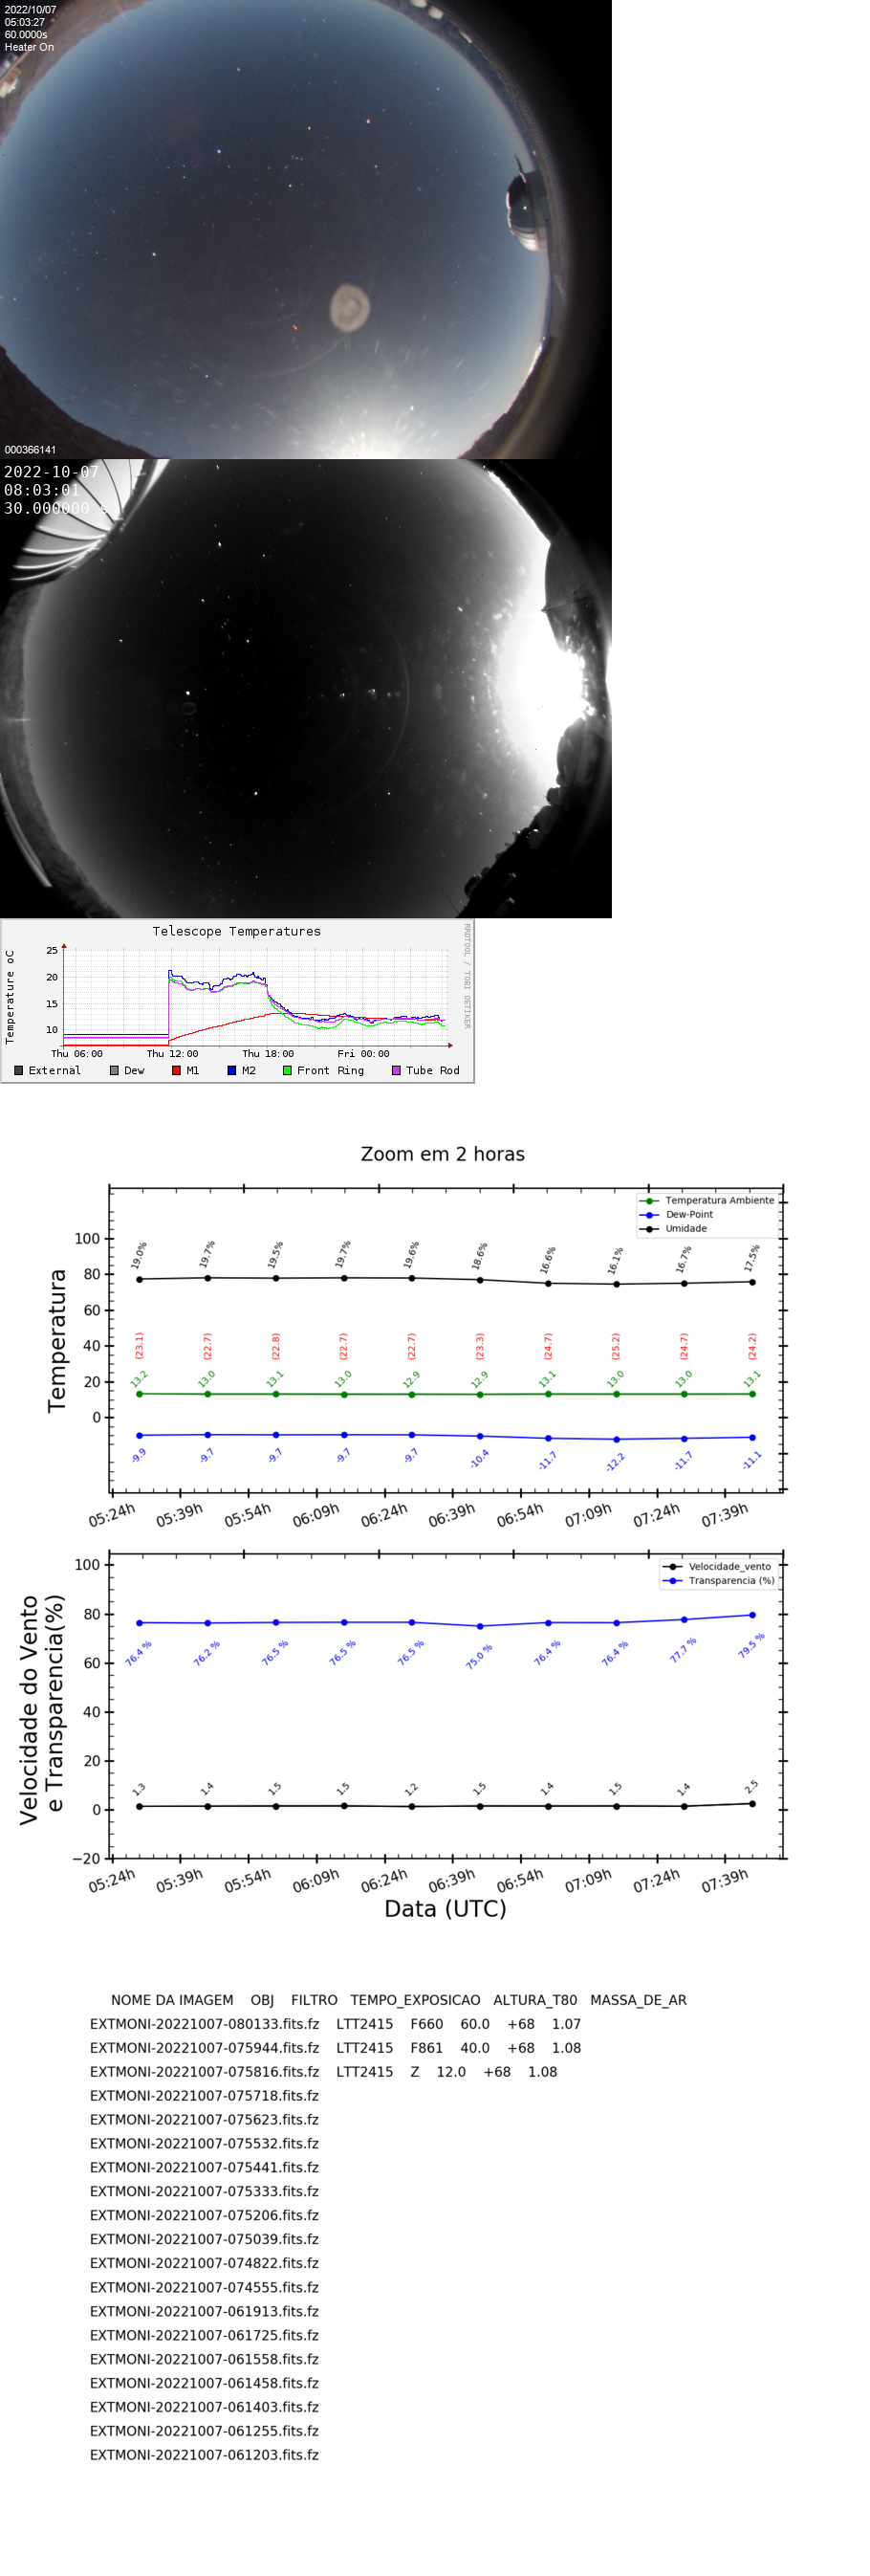 2022/10/07
05:03:27
60.0000s
Heater On
000366141
2022-10-07
08:03:01
30.000000 s
Telescope Temperatures
RRDTOOL / TOBI OETIKER
Temperature oC
25
20
15
10
Thu 06:00 Thu 12:00 Thu 18:00 Fri 00:00
External Dew M1 M2 Front Ring Tube Rod
Zoom em 2 horas
Temperatura Ambiente
Dew-Point
Umidade
Temperatura
100
80
60
40
20
0
19.0% 19.7% 19.5% 19.7% 19.6% 18.6% 16.6% 16.1% 16.7% 17.5%
(23.1) (22.7) (22.8) (22.7) (22.7) (23.3) (24.7) (25.2) (24.7) (24.2)
13.2 13.0 13.1 13.0 12.9 12.9 13.1 13.0 13.0 13.1
-9.9 -9.7 -9.7 -9.7 -9.7 -10.4 -11.7 -12.2 -11.7 -11.1
05:24h 05:39h 05:54h 06:09h 06:24h 06:39h 06:54h 07:09h 07:24h 07:39h
Velocidade_vento
Transparencia (%)
Velocidade do Vento
e Transparencia(%)
100
80
60
40
20
0
−20
76.4 % 76.2 % 76.5 % 76.5 % 76.5 % 75.0 % 76.4 % 76.4 % 77.7 % 79.5 %
1.3 1.4 1.5 1.5 1.2 1.5 1.4 1.5 1.4 2.5
05:24h 05:39h 05:54h 06:09h 06:24h 06:39h 06:54h 07:09h 07:24h 07:39h
Data (UTC)
NOME DA IMAGEM OBJ FILTRO TEMPO_EXPOSICAO ALTURA_T80 MASSA_DE_AR
EXTMONI-20221007-080133.fits.fz LTT2415 F660 60.0 +68 1.07
EXTMONI-20221007-075944.fits.fz LTT2415 F861 40.0 +68 1.08
EXTMONI-20221007-075816.fits.fz LTT2415 Z 12.0 +68 1.08
EXTMONI-20221007-075718.fits.fz
EXTMONI-20221007-075623.fits.fz
EXTMONI-20221007-075532.fits.fz
EXTMONI-20221007-075441.fits.fz
EXTMONI-20221007-075333.fits.fz
EXTMONI-20221007-075206.fits.fz
EXTMONI-20221007-075039.fits.fz
EXTMONI-20221007-074822.fits.fz
EXTMONI-20221007-074555.fits.fz
EXTMONI-20221007-061913.fits.fz
EXTMONI-20221007-061725.fits.fz
EXTMONI-20221007-061558.fits.fz
EXTMONI-20221007-061458.fits.fz
EXTMONI-20221007-061403.fits.fz
EXTMONI-20221007-061255.fits.fz
EXTMONI-20221007-061203.fits.fz